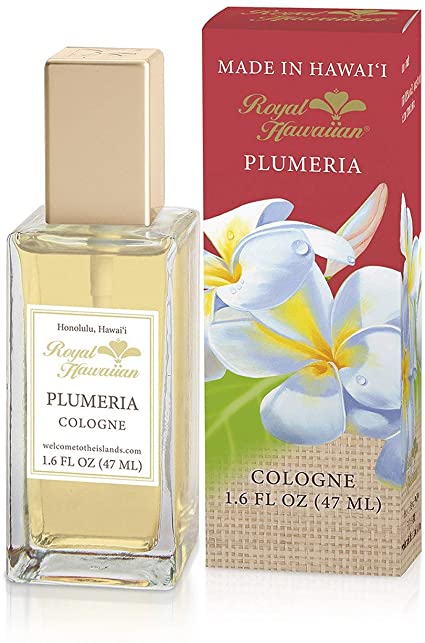 Honolulu, Hawai'i
Royal
Hawaiian
PLUMERIA
COLOGNE
welcometotheislands.com
1.6 FL OZ (47 ML)
MADE IN HAWAI‘I
Royal
Hawaiian®
PLUMERIA
COLOGNE
1.6 FL OZ (47 ML)